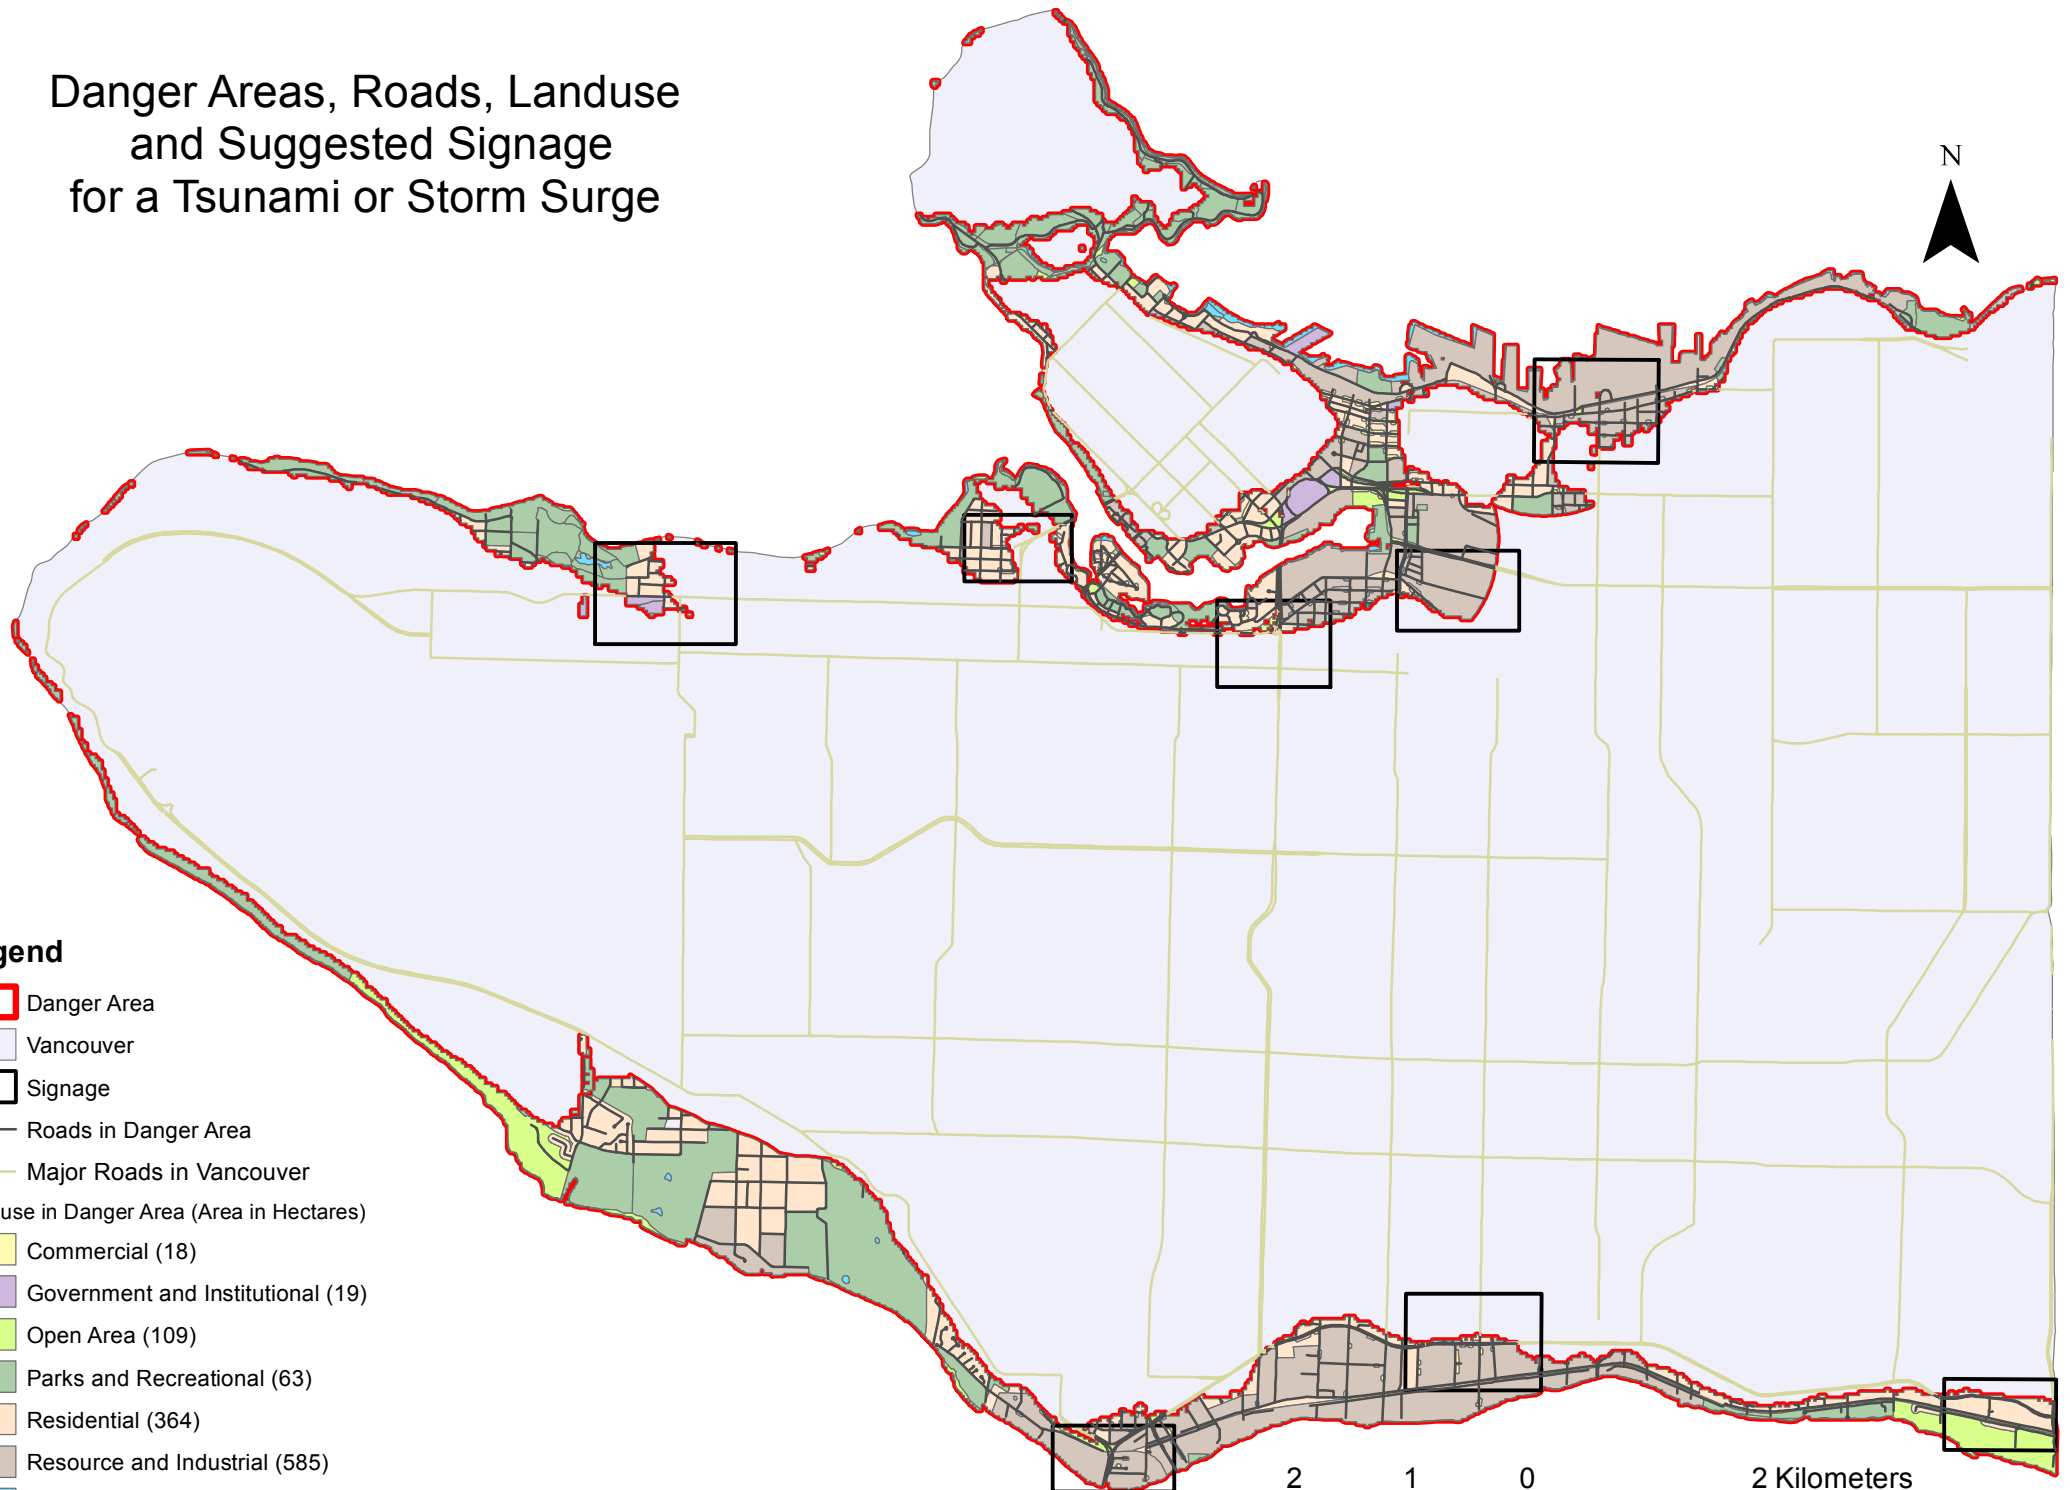 Danger Areas, Roads, Landuse
and Suggested Signage
for a Tsunami or Storm Surge
N
gend
Danger Area
Vancouver
Signage
Roads in Danger Area
Major Roads in Vancouver
use in Danger Area (Area in Hectares)
Commercial (18)
Government and Institutional (19)
Open Area (109)
Parks and Recreational (63)
Residential (364)
Resource and Industrial (585)
2 1 0 2 Kilometers